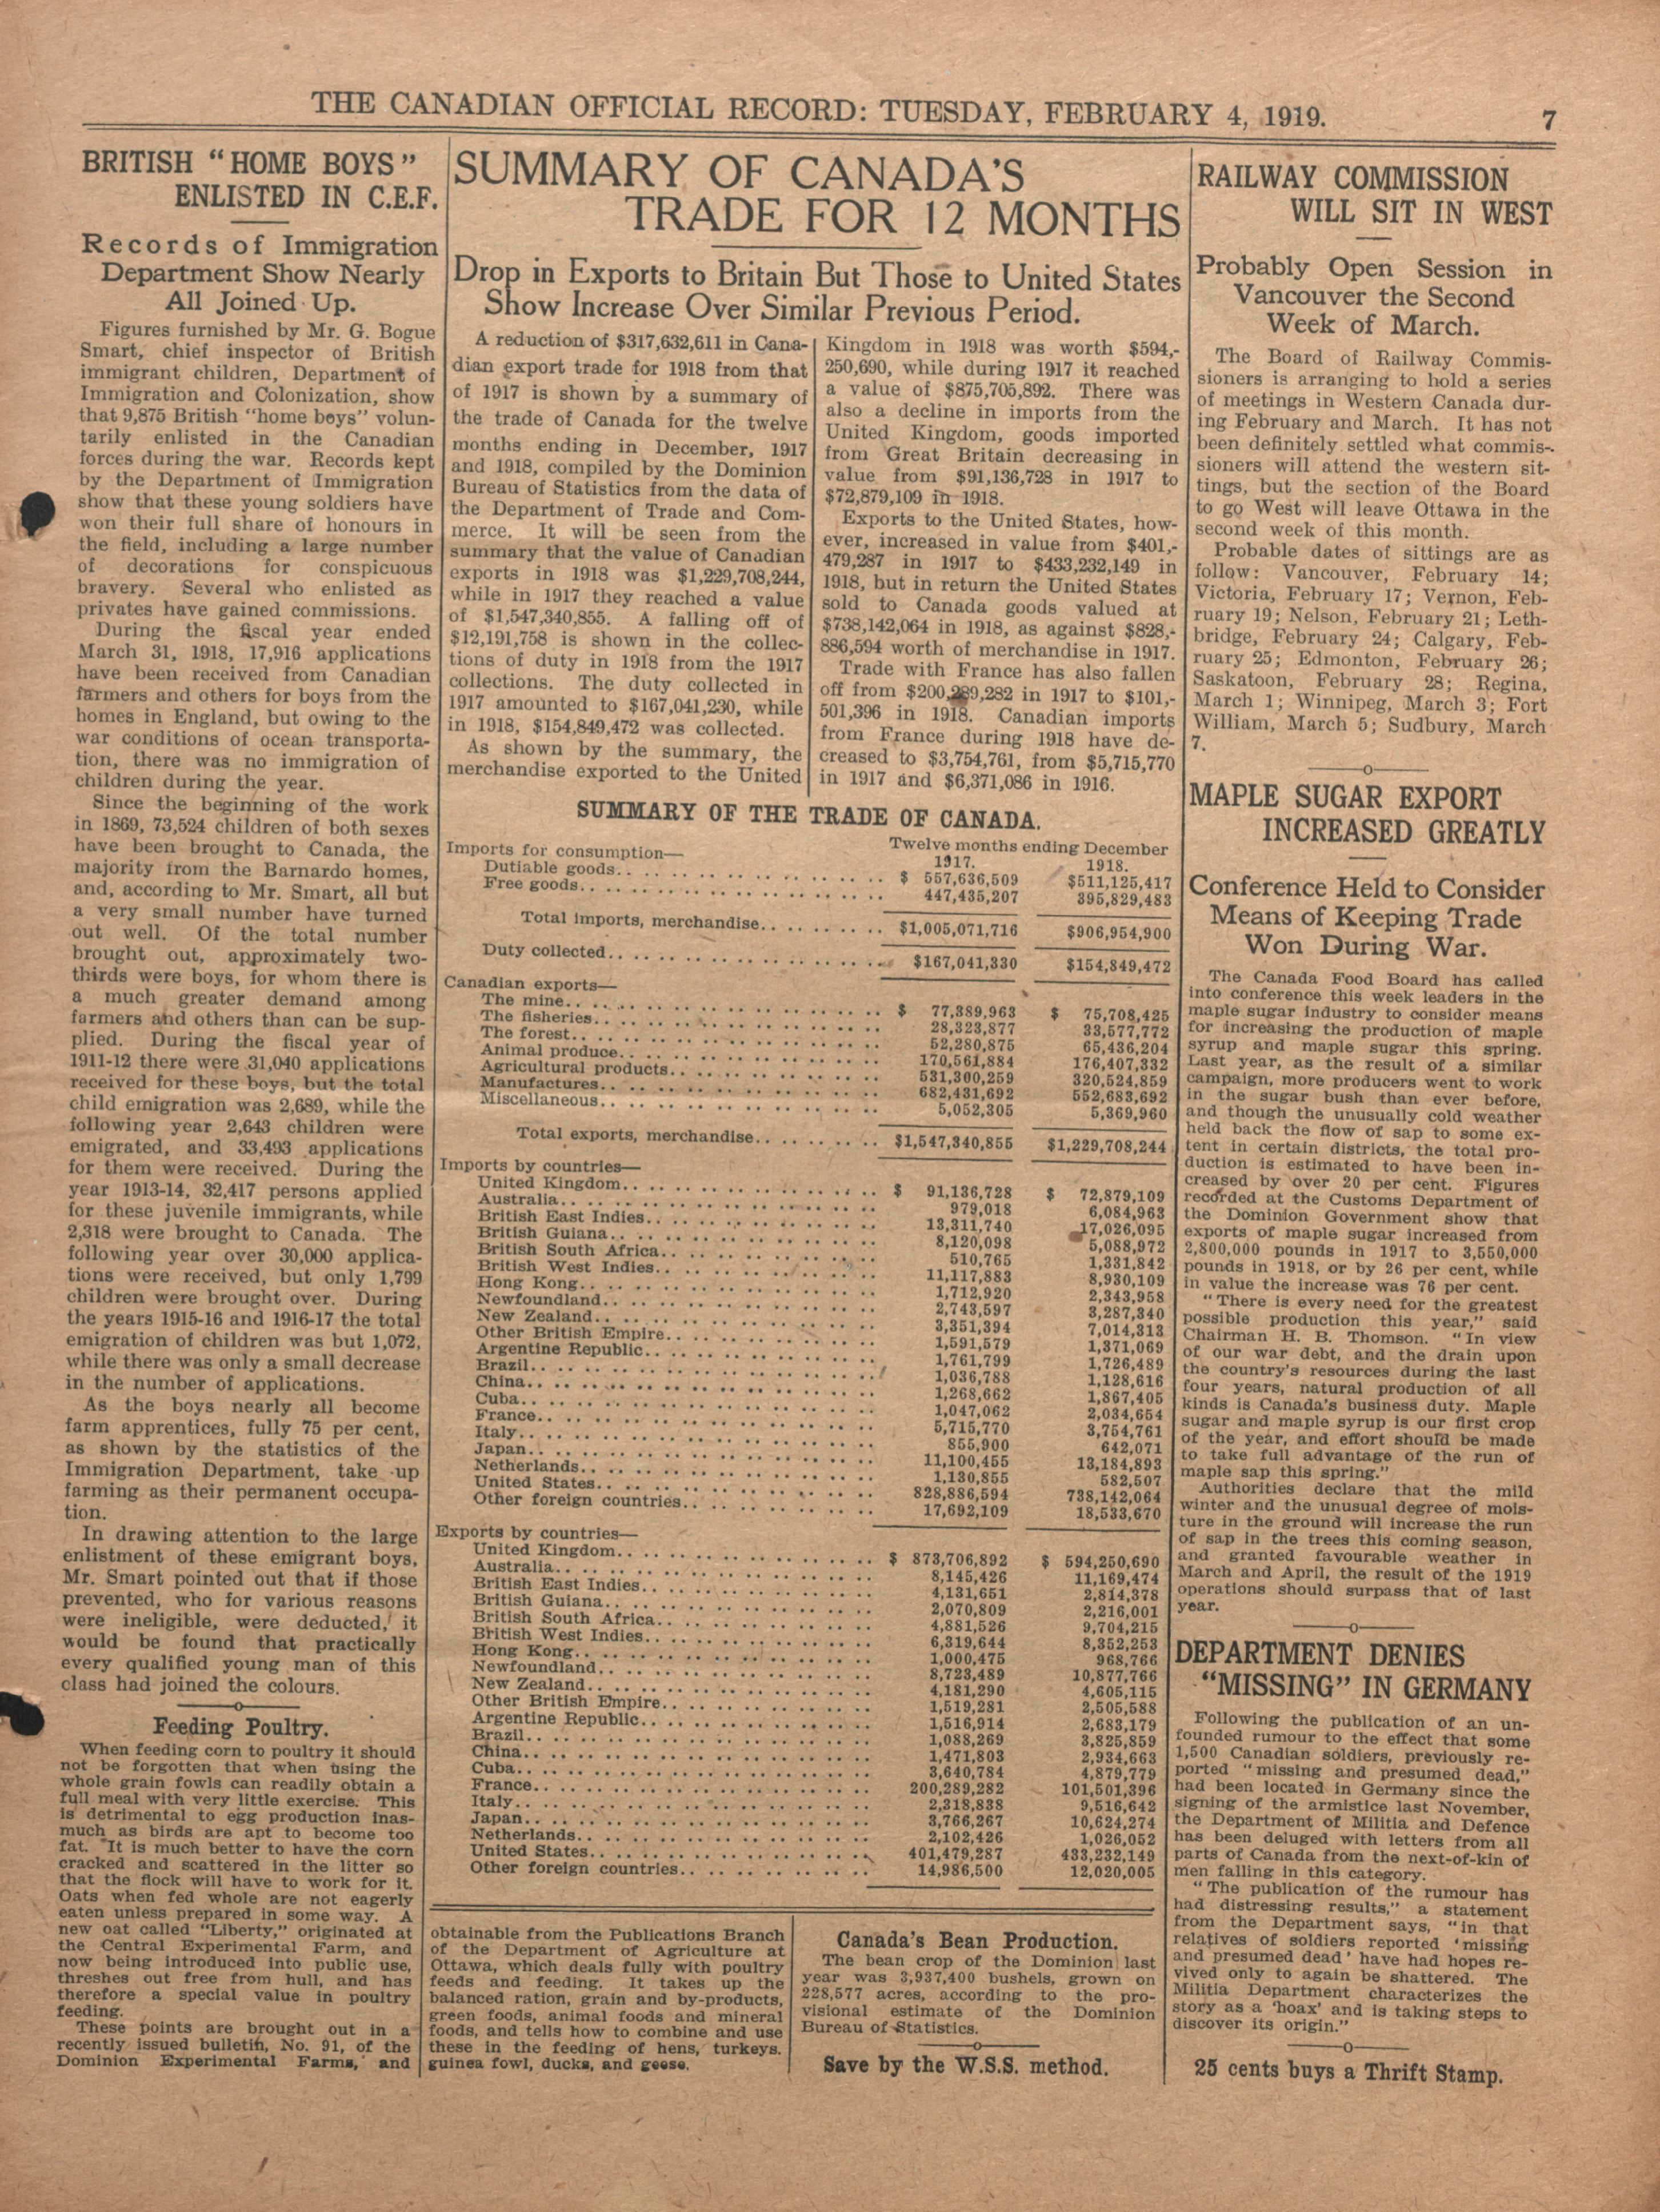 THE CANADIAN OFFICIAL RECORD: TUESDAY, FEBRUARY 4, 1919.
7
BRITISH "HOME BOYS"
ENLISTED IN C.E.F.
Records of Immigration
Department Show Nearly
All Joined Up.
Figures furnished by Mr. G. Bogue
Smart, chief inspector of British
immigrant children, Department of
Immigration and Colonization, show
that 9,875 British "home boys" volun-
tarily enlisted in the Canadian
forces during the war. Records kept
by the Department of Immigration
show that these young soldiers have
won their full share of honours in
the field, including a large number
of decorations for conspicuous
bravery. Several who enlisted as
privates have gained commissions.
During the fiscal year ended
March 31, 1918, 17,916 applications
have been received from Canadian
farmers and others for boys from the
homes in England, but owing to the
war conditions of ocean transporta-
tion, there was no immigration of
children during the year.
Since the beginning of the work
in 1869, 73,524 children of both sexes
have been brought to Canada, the
majority from the Barnardo homes,
and, according to Mr. Smart, all but
a very small number have turned
out well. Of the total number
brought out, approximately two-
thirds were boys, for whom there is
a much greater demand among
farmers and others than can be sup-
plied. During the fiscal year of
1911-12 there were 31,040 applications
received for these boys, but the total
child emigration was 2,689, while the
following year 2,643 children were
emigrated, and 33,493 applications
for them were received. During the
year 1913-14, 32,417 persons applied
for these juvenile immigrants, while
2,318 were brought to Canada. The
following year over 30,000 applica-
tions were received, but only 1,799
children were brought over. During
the years 1915-16 and 1916-17 the total
emigration of children was but 1,072,
while there was only a small decrease
in the number of applications.
As the boys nearly all become
farm apprentices, fully 75 per cent,
as shown by the statistics of the
Immigration Department, take up
farming as their permanent occupa-
tion.
In drawing attention to the large
enlistment of these emigrant boys,
Mr. Smart pointed out that if those
prevented, who for various reasons
were ineligible, were deducted, it
would be found that practically
every qualified young man of this
class had joined the colours.
Feeding Poultry.
When feeding corn to poultry it should
not be forgotten that when using the
whole grain fowls can readily obtain a
full meal with very little exercise. This
is detrimental to egg production inas-
much as birds are apt to become too
fat. It is much better to have the corn
cracked and scattered in the litter so
that the flock will have to work for it.
Oats when fed whole are not eagerly
eaten unless prepared in some way. A
new oat called "Liberty," originated at
the Central Experimental Farm, and
now being introduced into public use,
threshes out free from hull, and has
therefore a special value in poultry
feeding.
These points are brought out in a
recently issued bulletin, No. 91, of the
Dominion Experimental Farms, and
obtainable from the Publications Branch
of the Department of Agriculture at
Ottawa, which deals fully with poultry
feeds and feeding. It takes up the
balanced ration, grain and by-products,
green foods, animal foods and mineral
foods, and tells how to combine and use
these in the feeding of hens, turkeys.
guinea fowl, ducks, and geese.
SUMMARY OF CANADA'S
TRADE FOR 12 MONTHS
Drop in Exports to Britain But Those to United States
Show Increase Over Similar Previous Period.
A reduction of $317,632,611 in Cana-
dian export trade for 1918 from that
of 1917 is shown by a summary of
the trade of Canada for the twelve
months ending in December, 1917
and 1918, compiled by the Dominion
Bureau of Statistics from the data of
the Department of Trade and Com-
merce. It will be seen from the
summary that the value of Canadian
exports in 1918 was $1,229,708,244,
while in 1917 they reached a value
of $1,547,340,855. A falling off of
$12,191,758 is shown in the collec-
tions of duty in 1918 from the 1917
collections. The duty collected in
1917 amounted to $167,041,230, while
in 1918, $154,849,472 was collected.
As shown by the summary, the
merchandise exported to the United
Kingdom in 1918 was worth $594,-
250,690, while during 1917 it reached
a value of $875,705,892. There was
also a decline in imports from the
United Kingdom, goods imported
from Great Britain decreasing in
value from $91,136,728 in 1917 to
$72,879,109 in 1918.
Exports to the United States, how-
ever, increased in value from $401,-
479,287 in 1917 to $433,232,149 in
1918, but in return the United States
sold to Canada goods valued at
$738,142,064 in 1918, as against $828,-
886,594 worth of merchandise in 1917.
Trade with France has also fallen
off from $200,289,282 in 1917 to $101,-
501,396 in 1918. Canadian imports
from France during 1918 have de-
creased to $3,754,761, from $5,715,770
in 1917 and $6,371,086 in 1916.
SUMMARY OF THE TRADE OF CANADA.
Twelve months ending December
Imports for consumption— 1917. 1918.
Dutiable goods.. $ 557,636,509 $511,125,417
Free goods.. 447,435,207 395,829,483
Total imports, merchandise.. $1,005,071,716 $906,954,900
Duty collected.. $167,041,330 $154,849,472
Canadian exports—
The mine.. $ 77,389,963 $ 75,708,425
The fisheries.. 28,323,877 33,577,772
The forest.. 52,280,875 65,436,204
Animal produce.. 170,561,884 176,407,332
Agricultural products.. 531,300,259 320,524,859
Manufactures.. 682,431,692 552,683,692
Miscellaneous.. 5,052,305 5,369,960
Total exports, merchandise.. $1,547,340,855 $1,229,708,244
Imports by countries—
United Kingdom.. $ 91,136,728 $ 72,879,109
Australia.. 979,018 6,084,963
British East Indies.. 13,311,740 17,026,095
British Guiana.. 8,120,098 5,088,972
British South Africa.. 510,765 1,331,842
British West Indies.. 11,117,883 8,930,109
Hong Kong.. 1,712,920 2,343,958
Newfoundland.. 2,743,597 3,287,340
New Zealand.. 3,351,394 7,014,313
Other British Empire.. 1,591,579 1,371,069
Argentine Republic.. 1,761,799 1,726,489
Brazil.. 1,036,788 1,128,616
China.. 1,268,662 1,867,405
Cuba.. 1,047,062 2,034,654
France.. 5,715,770 3,754,761
Italy.. 855,900 642,071
Japan.. 11,100,455 13,184,893
Netherlands.. 1,130,855 582,507
United States.. 828,886,594 738,142,064
Other foreign countries.. 17,692,109 18,533,670
Exports by countries—
United Kingdom.. $ 873,706,892 $ 594,250,690
Australia.. 8,145,426 11,169,474
British East Indies.. 4,131,651 2,814,378
British Guiana.. 2,070,809 2,216,001
British South Africa.. 4,881,526 9,704,215
British West Indies.. 6,319,644 8,352,253
Hong Kong.. 1,000,475 968,766
Newfoundland.. 8,723,489 10,877,766
New Zealand.. 4,181,290 4,605,115
Other British Empire.. 1,519,281 2,505,588
Argentine Republic.. 1,516,914 2,683,179
Brazil.. 1,088,269 3,825,859
China.. 1,471,803 2,934,663
Cuba.. 3,640,784 4,879,779
France.. 200,289,282 101,501,396
Italy.. 2,318,838 9,516,642
Japan.. 3,766,267 10,624,274
Netherlands.. 2,102,426 1,026,052
United States.. 401,479,287 433,232,149
Other foreign countries.. 14,986,500 12,020,005
Canada's Bean Production.
The bean crop of the Dominion last
year was 3,937,400 bushels, grown on
228,577 acres, according to the pro-
visional estimate of the Dominion
Bureau of Statistics.
Save by the W.S.S. method.
RAILWAY COMMISSION
WILL SIT IN WEST
Probably Open Session in
Vancouver the Second
Week of March.
The Board of Railway Commis-
sioners is arranging to hold a series
of meetings in Western Canada dur-
ing February and March. It has not
been definitely settled what commis-
sioners will attend the western sit-
tings, but the section of the Board
to go West will leave Ottawa in the
second week of this month.
Probable dates of sittings are as
follow: Vancouver, February 14;
Victoria, February 17; Vernon, Feb-
ruary 19; Nelson, February 21; Leth-
bridge, February 24; Calgary, Feb-
ruary 25; Edmonton, February 26;
Saskatoon, February 28; Regina,
March 1; Winnipeg, March 3; Fort
William, March 5; Sudbury, March
7.
MAPLE SUGAR EXPORT
INCREASED GREATLY
Conference Held to Consider
Means of Keeping Trade
Won During War.
The Canada Food Board has called
into conference this week leaders in the
maple sugar industry to consider means
for increasing the production of maple
syrup and maple sugar this spring.
Last year, as the result of a similar
campaign, more producers went to work
in the sugar bush than ever before,
and though the unusually cold weather
held back the flow of sap to some ex-
tent in certain districts, the total pro-
duction is estimated to have been in-
creased by over 20 per cent. Figures
recorded at the Customs Department of
the Dominion Government show that
exports of maple sugar increased from
2,800,000 pounds in 1917 to 3,550,000
pounds in 1918, or by 26 per cent, while
in value the increase was 76 per cent.
"There is every need for the greatest
possible production this year," said
Chairman H. B. Thomson. "In view
of our war debt, and the drain upon
the country's resources during the last
four years, natural production of all
kinds is Canada's business duty. Maple
sugar and maple syrup is our first crop
of the year, and effort should be made
to take full advantage of the run of
maple sap this spring."
Authorities declare that the mild
winter and the unusual degree of mois-
ture in the ground will increase the run
of sap in the trees this coming season,
and granted favourable weather in
March and April, the result of the 1919
operations should surpass that of last
year.
DEPARTMENT DENIES
"MISSING" IN GERMANY
Following the publication of an un-
founded rumour to the effect that some
1,500 Canadian soldiers, previously re-
ported "missing and presumed dead,"
had been located in Germany since the
signing of the armistice last November,
the Department of Militia and Defence
has been deluged with letters from all
parts of Canada from the next-of-kin of
men falling in this category.
"The publication of the rumour has
had distressing results," a statement
from the Department says, "in that
relatives of soldiers reported 'missing
and presumed dead' have had hopes re-
vived only to again be shattered. The
Militia Department characterizes the
story as a 'hoax' and is taking steps to
discover its origin."
25 cents buys a Thrift Stamp.